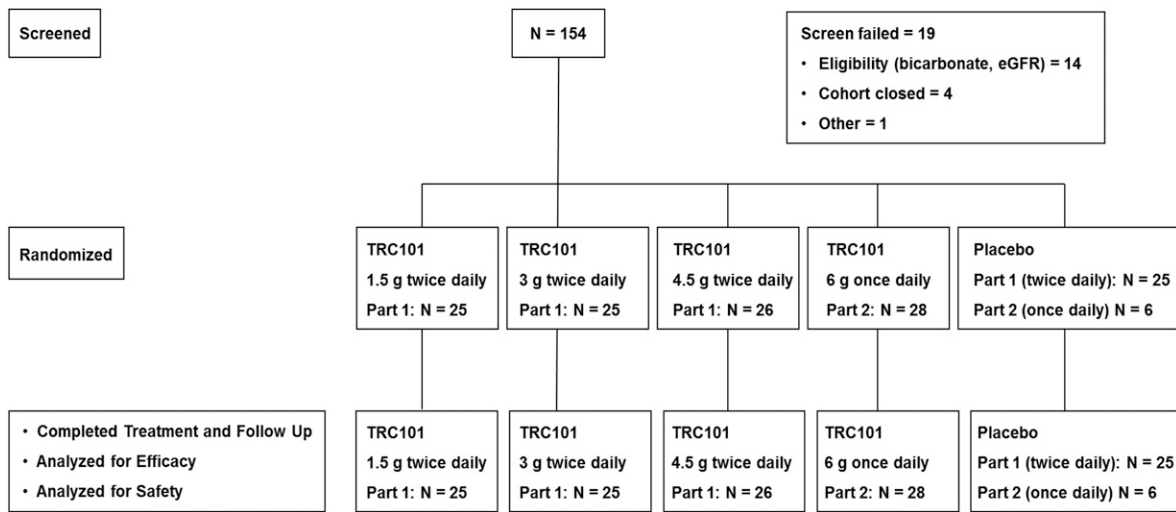 Screened
N = 154
Screen failed = 19
• Eligibility (bicarbonate, eGFR) = 14
• Cohort closed = 4
• Other = 1
Randomized
TRC101
1.5 g twice daily
Part 1: N = 25
TRC101
3 g twice daily
Part 1: N = 25
TRC101
4.5 g twice daily
Part 1: N = 26
TRC101
6 g once daily
Part 2: N = 28
Placebo
Part 1 (twice daily): N = 25
Part 2 (once daily) N = 6
• Completed Treatment and Follow Up
• Analyzed for Efficacy
• Analyzed for Safety
TRC101
1.5 g twice daily
Part 1: N = 25
TRC101
3 g twice daily
Part 1: N = 25
TRC101
4.5 g twice daily
Part 1: N = 26
TRC101
6 g once daily
Part 2: N = 28
Placebo
Part 1 (twice daily): N = 25
Part 2 (once daily) N = 6